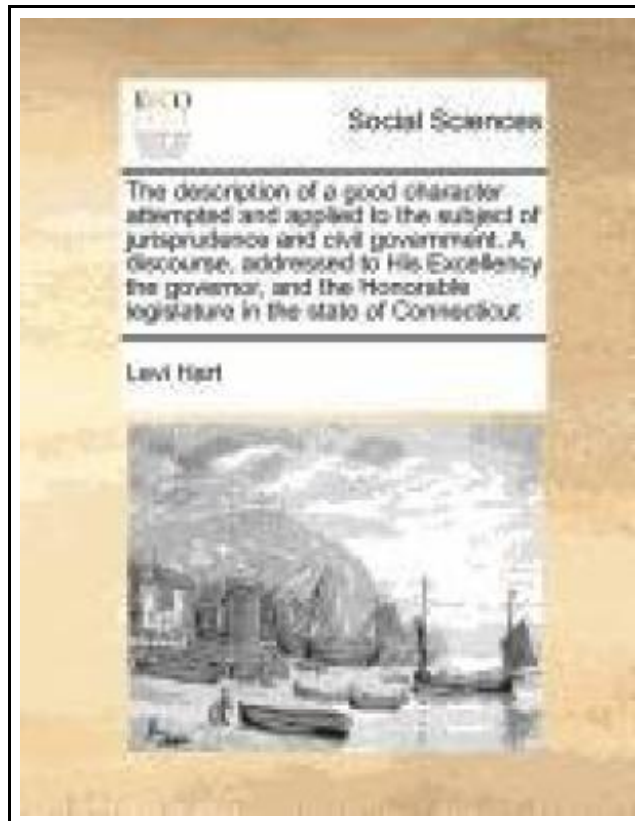 ECCO
Social Sciences
The description of a good character
attempted and applied to the subject of
jurisprudence and civil government. A
discourse, addressed to His Excellency
the governor, and the Honorable
legislature in the state of Connecticut
Levi Hart